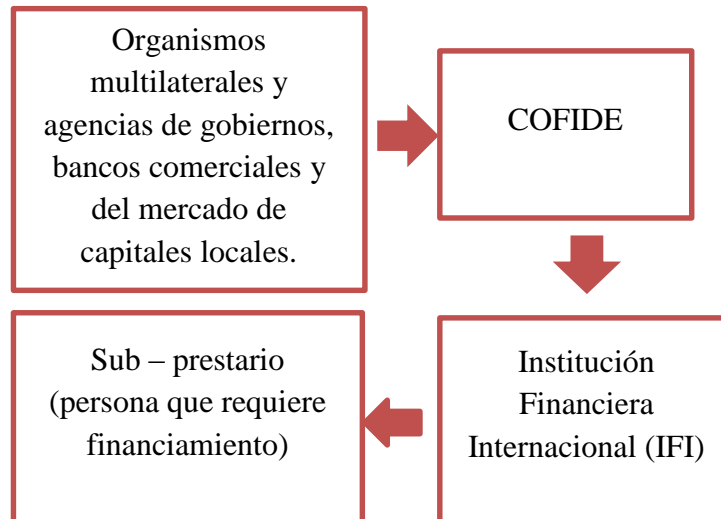 Organismos
multilaterales y
agencias de gobiernos,
bancos comerciales y
del mercado de
capitales locales.
COFIDE
Institución
Financiera
Internacional (IFI)
Sub – prestario
(persona que requiere
financiamiento)